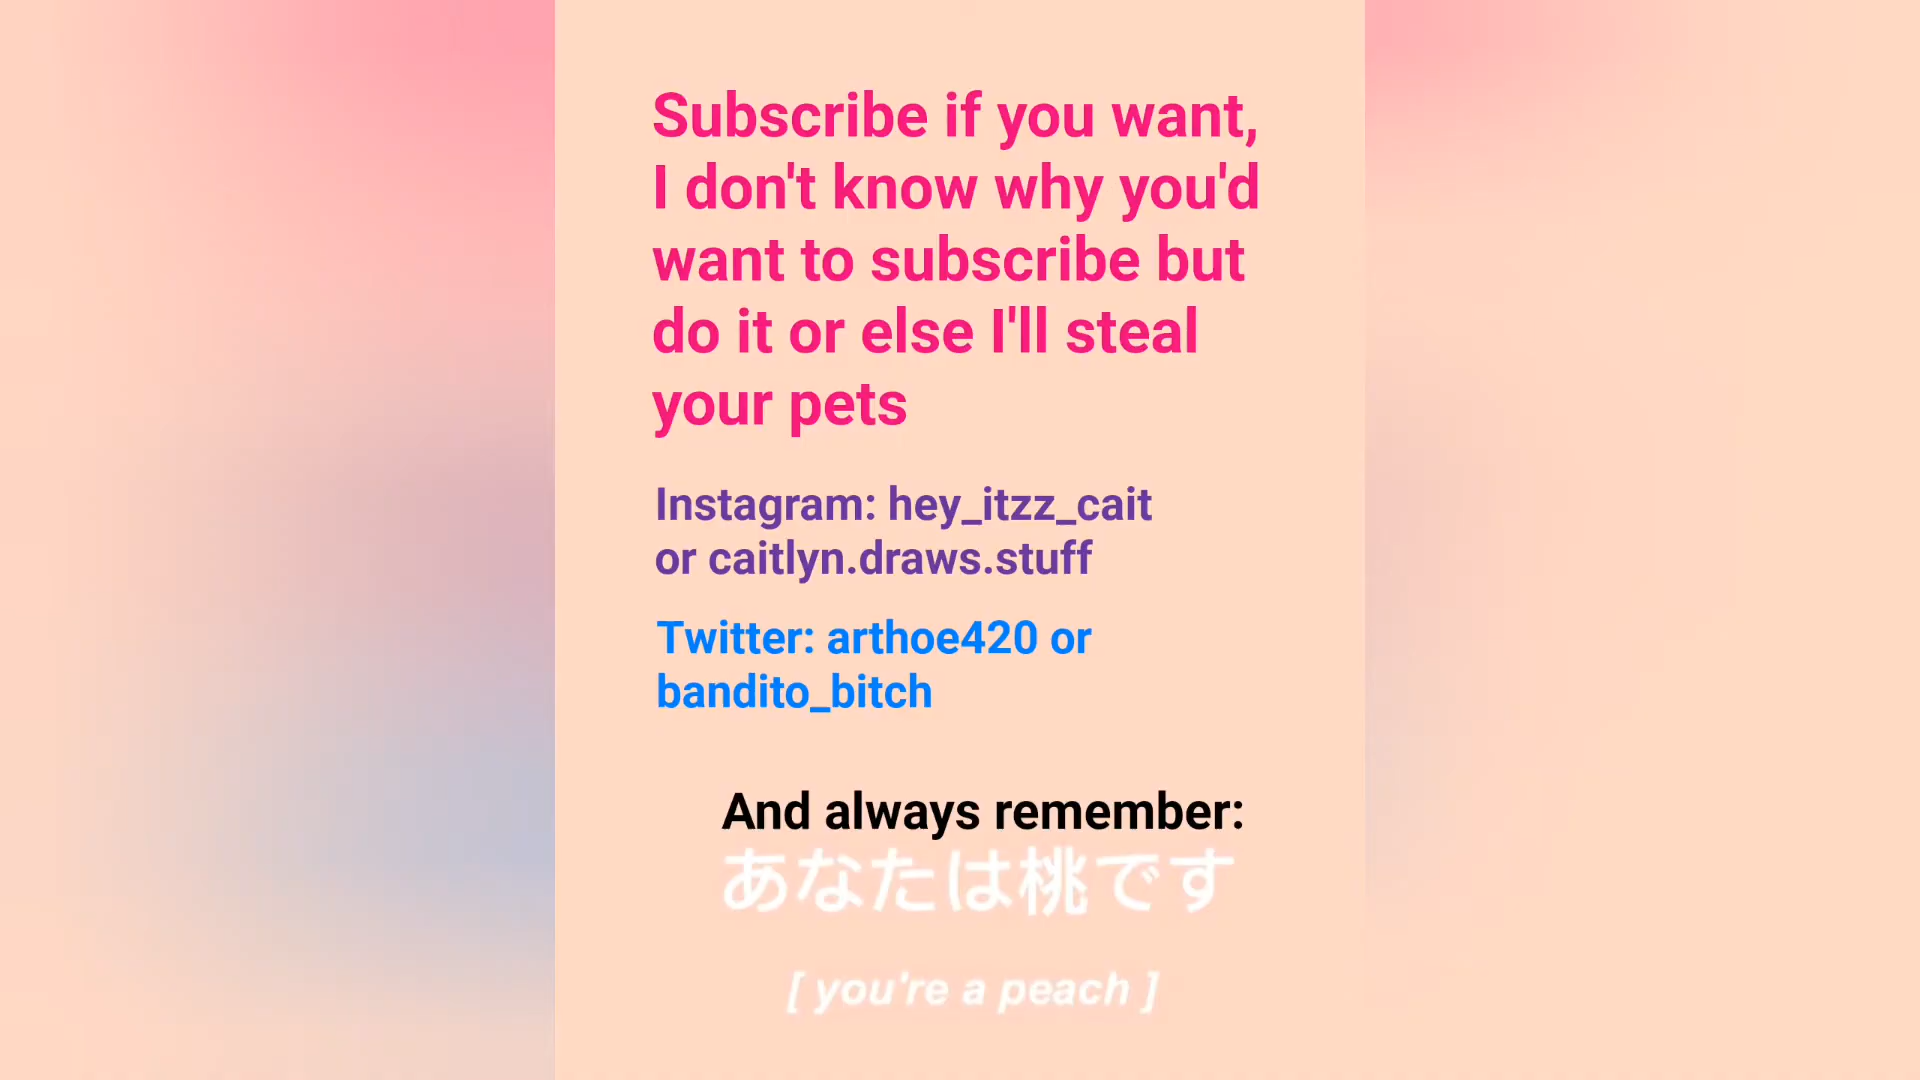 Subscribe if you want,
I don't know why you'd
want to subscribe but
do it or else I'll steal
your pets
Instagram: hey_itzz_cait
or caitlyn.draws.stuff
Twitter: arthoe420 or
bandito_bitch
And always remember:
あなたは桃です
[ you're a peach ]